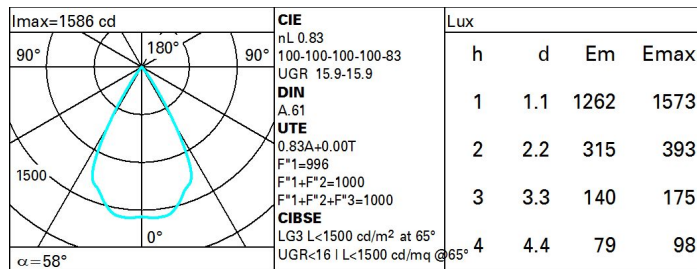 Imax=1586 cd
90° 180° 90°
1500
0°
α=58°
CIE
nL 0.83
100-100-100-100-83
UGR 15.9-15.9
DIN
A.61
UTE
0.83A+0.00T
F"1=996
F"1+F"2=1000
F"1+F"2+F"3=1000
CIBSE
LG3 L<1500 cd/m² at 65°
UGR<16 | L<1500 cd/mq @65°
Lux
h d Em Emax
1 1.1 1262 1573
2 2.2 315 393
3 3.3 140 175
4 4.4 79 98